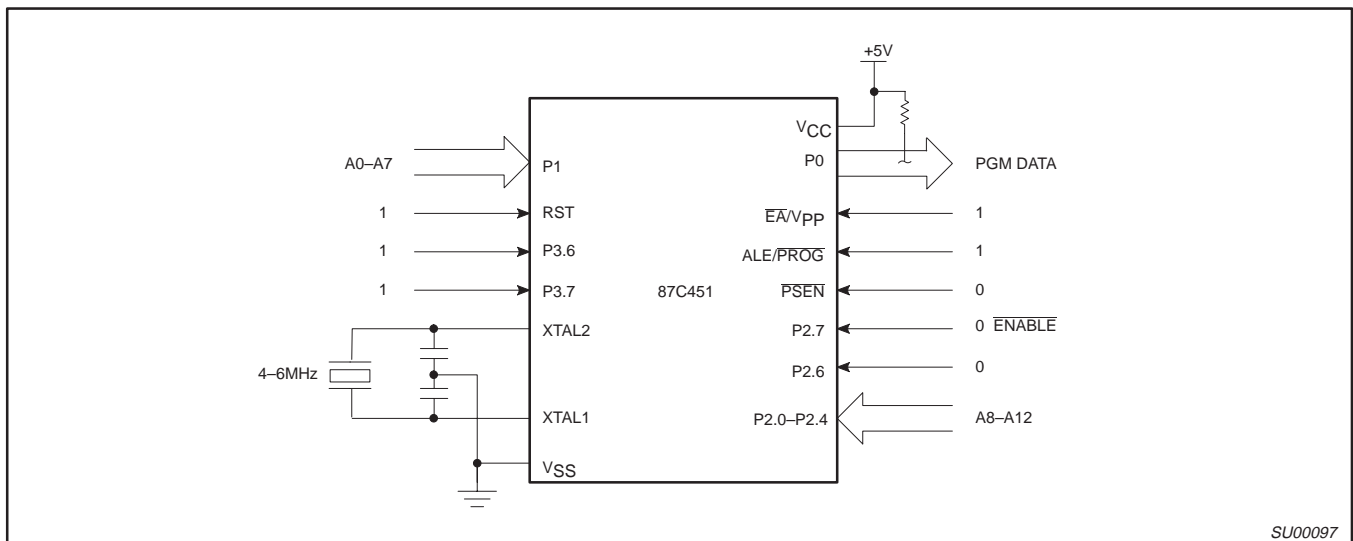 +5V
VCC
A0–A7 P1 P0 PGM DATA
1 RST EA/VPP 1
1 P3.6 ALE/PROG 1
1 P3.7 87C451 PSEN 0
XTAL2 P2.7 0 ENABLE
4–6MHz P2.6 0
XTAL1 P2.0–P2.4 A8–A12
VSS
SU00097